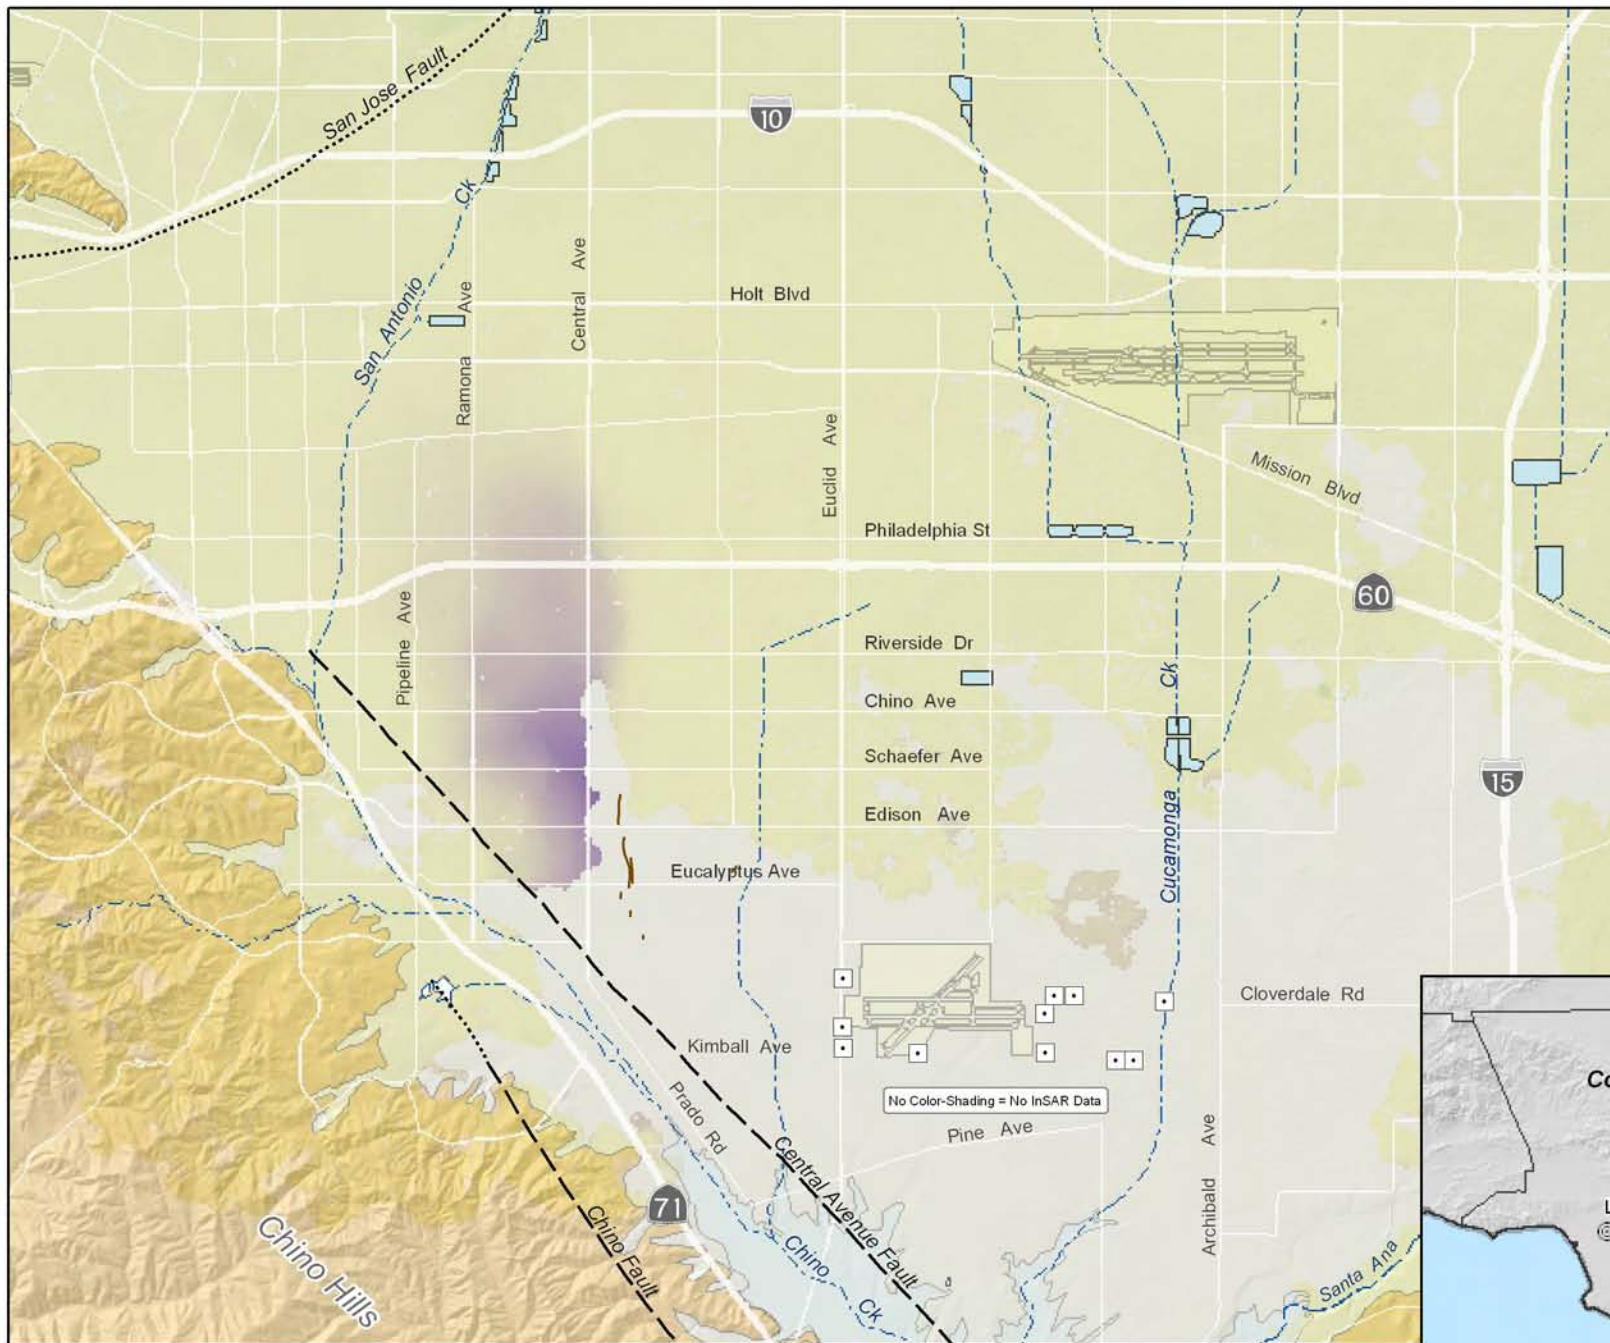 San Jose Fault
10
San Antonio Ck
Central Ave
Ramona Ave
Holt Blvd
Euclid Ave
Mission Blvd
Philadelphia St
60
Pipeline Ave
Riverside Dr
Chino Ave
Schaefer Ave
Edison Ave
Eucalyptus Ave
Cucamonga Ck
15
Cloverdale Rd
Kimball Ave
Prado Rd
No Color-Shading = No InSAR Data
Pine Ave
Archibald Ave
Central Avenue Fault
71
Chino Fault
Chino Hills
Chino Ck
Santa Ana
Co
L